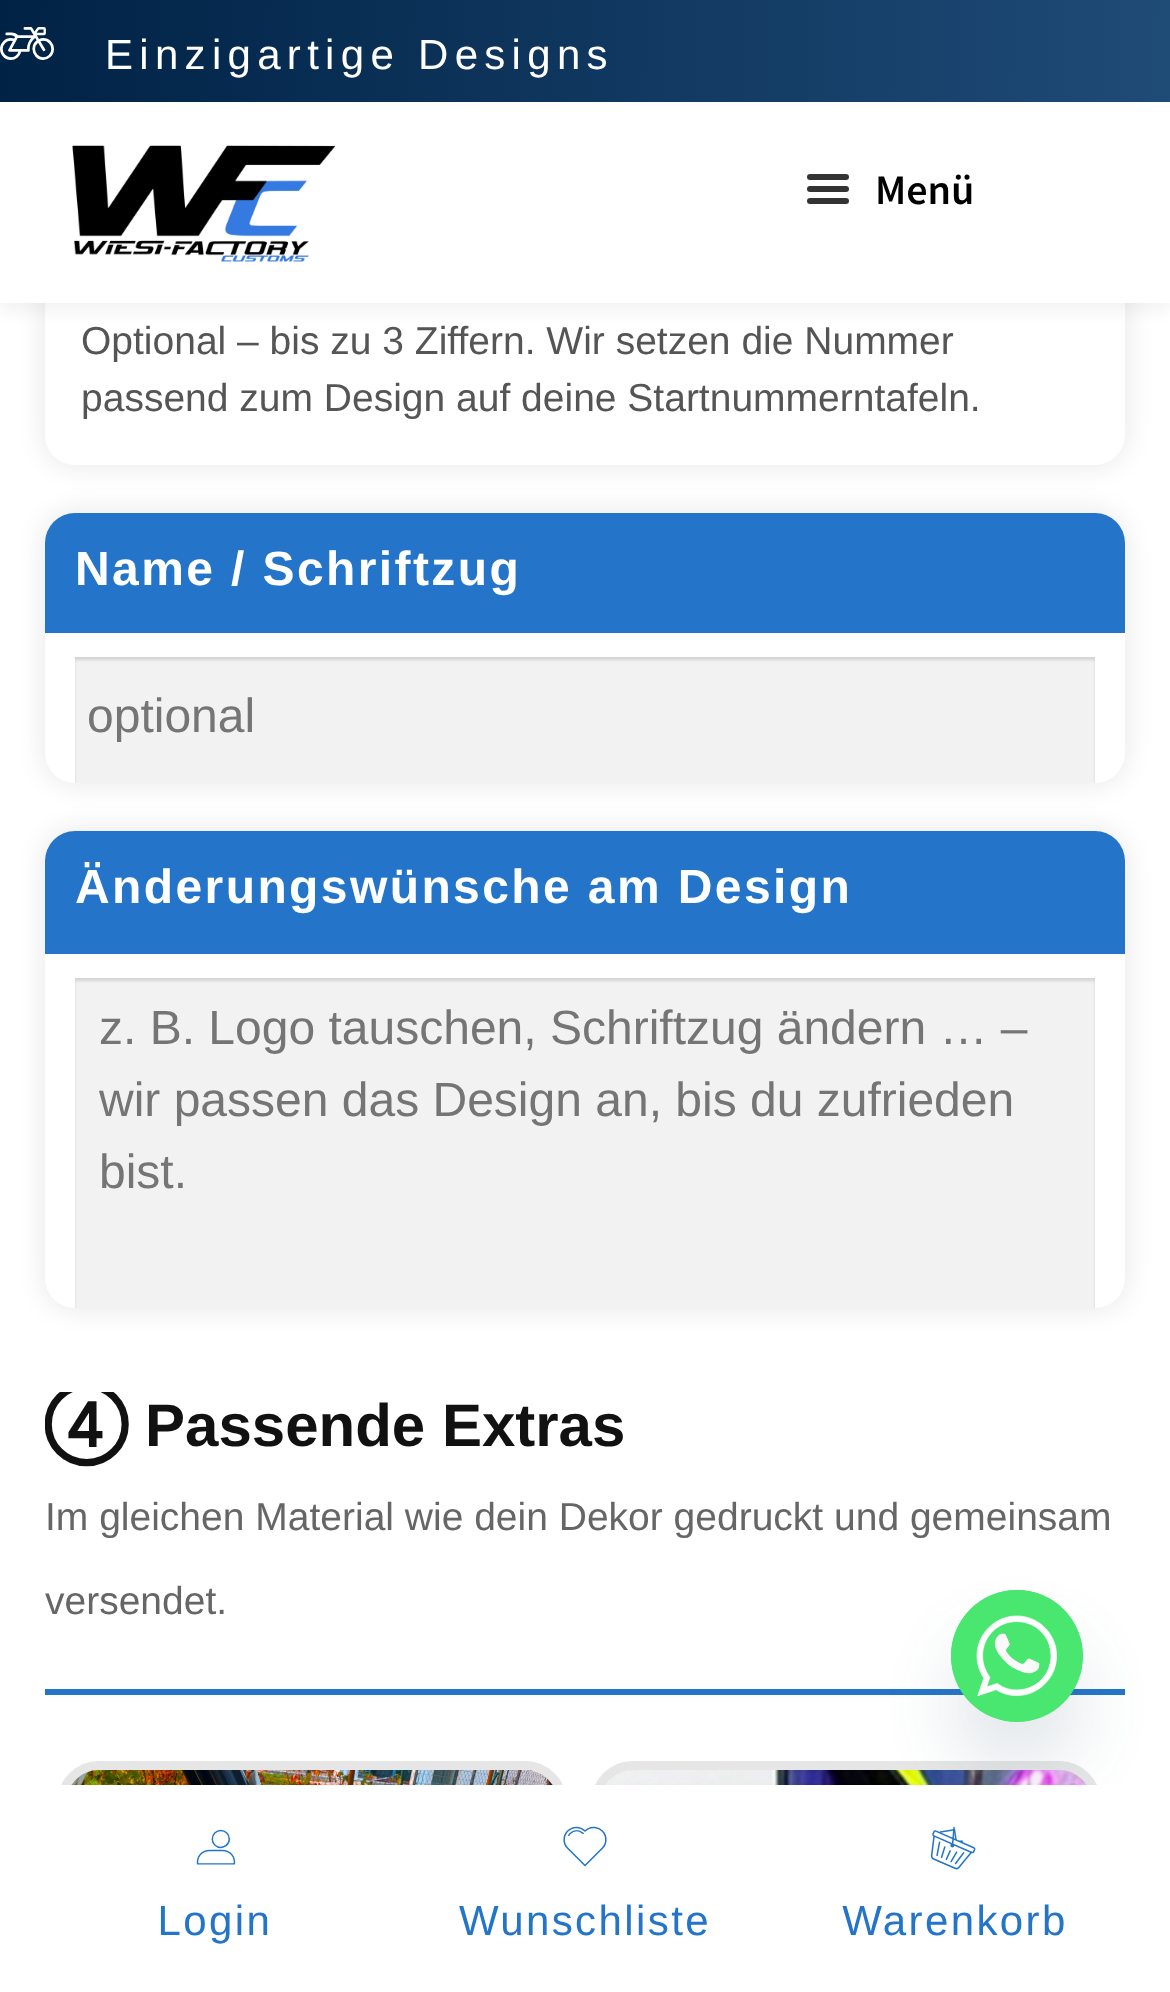 Einzigartige Designs
WFC
WiESi-FACTORY
CUSTOMS
Menü
Optional – bis zu 3 Ziffern. Wir setzen die Nummer
passend zum Design auf deine Startnummerntafeln.
Name / Schriftzug
optional
Änderungswünsche am Design
z. B. Logo tauschen, Schriftzug ändern … –
wir passen das Design an, bis du zufrieden
bist.
④ Passende Extras
Im gleichen Material wie dein Dekor gedruckt und gemeinsam
versendet.
Login
Wunschliste
Warenkorb